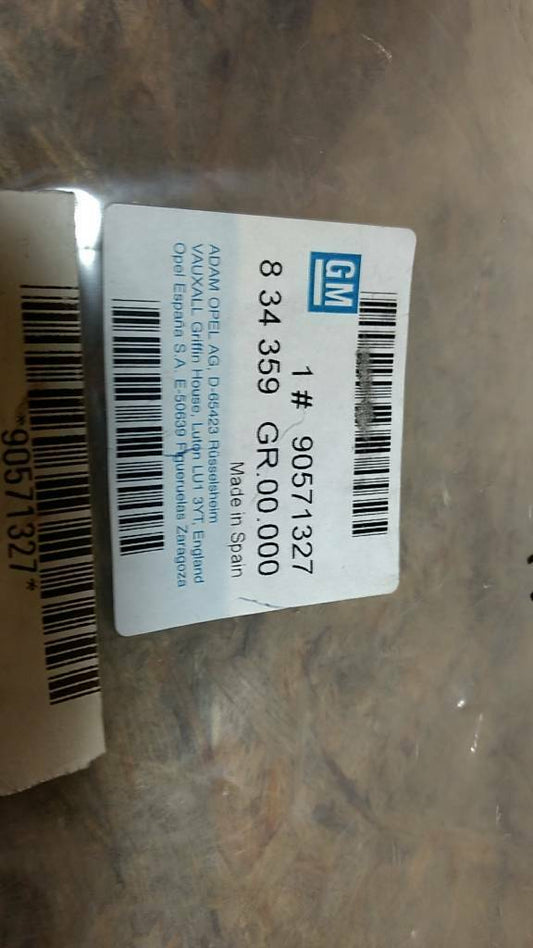 GM
1 # 90571327
8 34 359 GR.00.000
Made in Spain
ADAM OPEL AG, D-65423 Rüsselsheim
VAUXALL Griffin House, Luton LU1 3YT, England
Opel España S.A. E-50639 Figueruelas Zaragoza
*90571327*